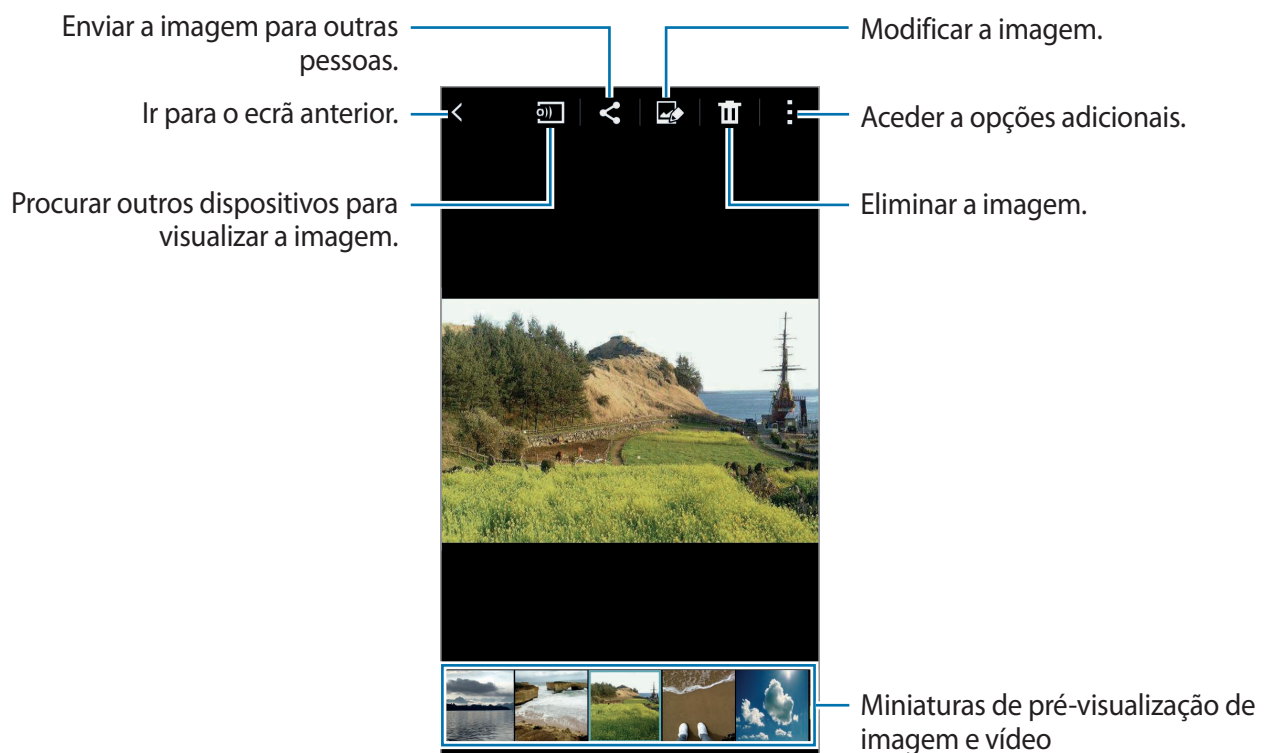 Enviar a imagem para outras
pessoas.
Modificar a imagem.
Ir para o ecrã anterior.
Aceder a opções adicionais.
Procurar outros dispositivos para
visualizar a imagem.
Eliminar a imagem.
Miniaturas de pré-visualização de
imagem e vídeo